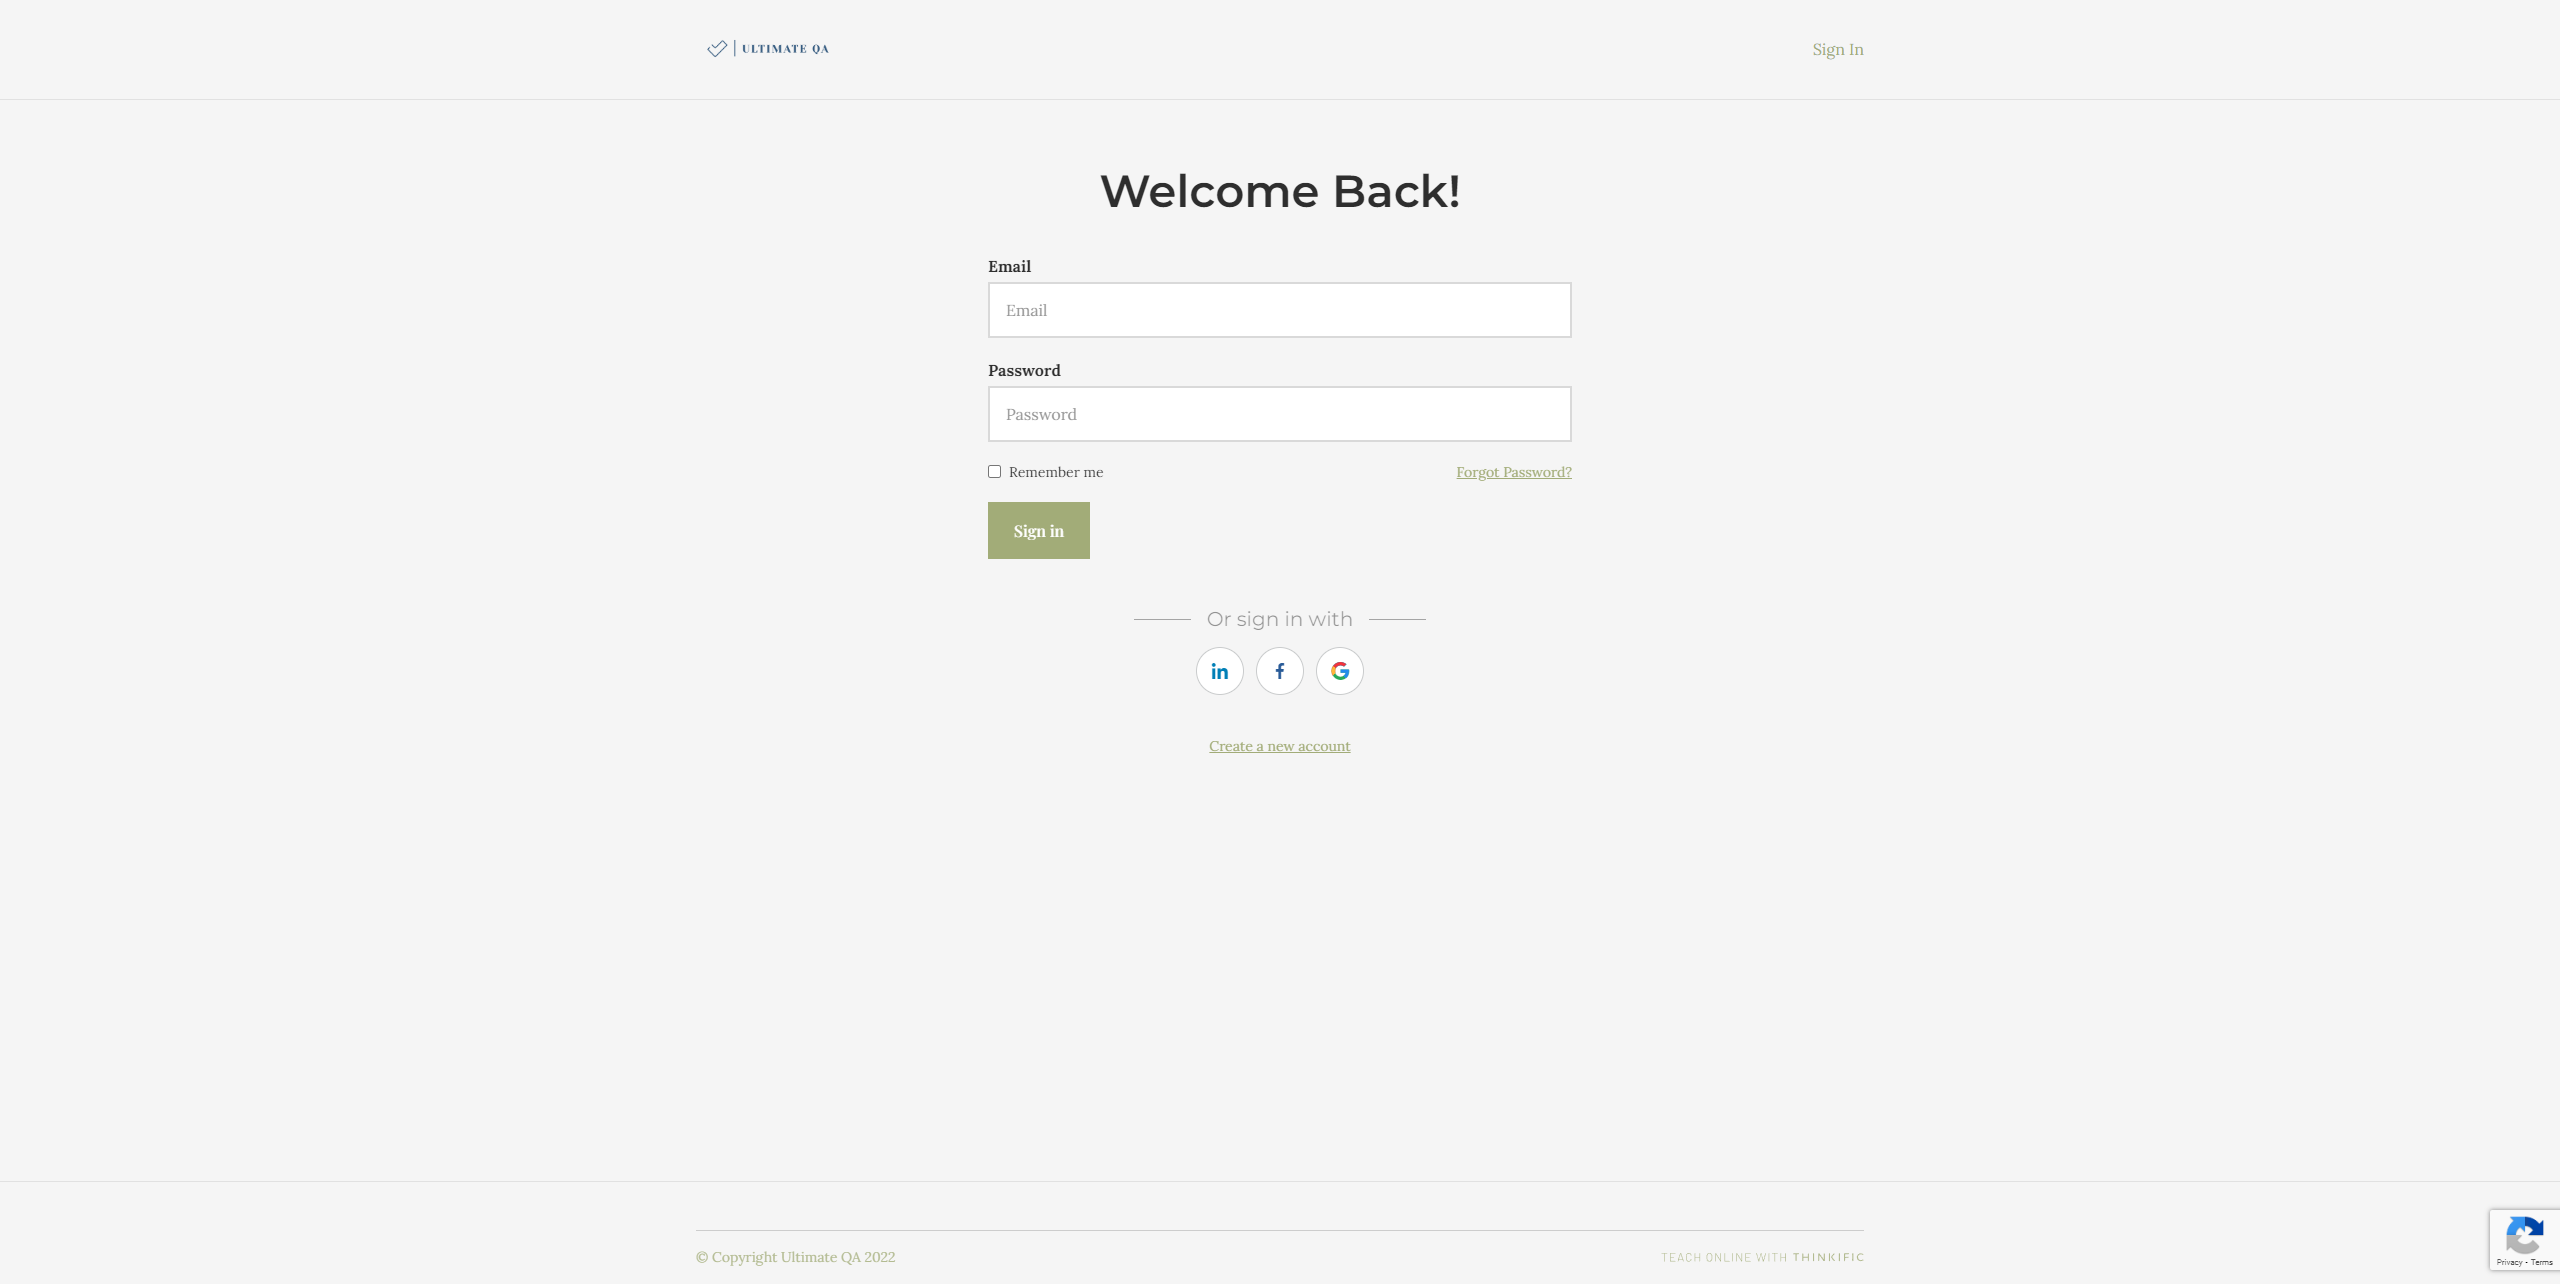 ULTIMATE QA
Sign In
Welcome Back!
Email
Email
Password
Password
Remember me
Forgot Password?
Sign in
Or sign in with
in f G
Create a new account
© Copyright Ultimate QA 2022
TEACH ONLINE WITH THINKIFIC
Privacy - Terms